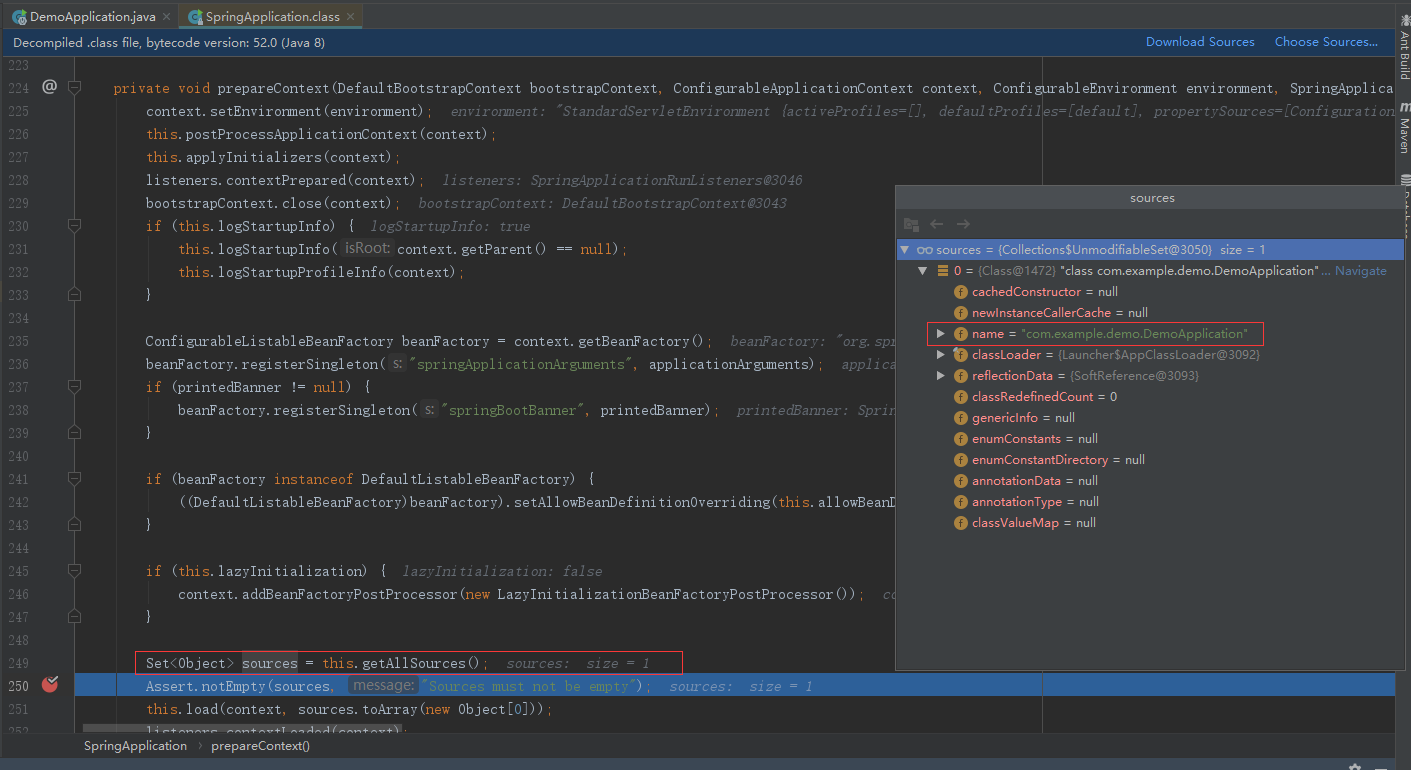 DemoApplication.java
SpringApplication.class
Decompiled .class file, bytecode version: 52.0 (Java 8)
Download Sources
Choose Sources...
Ant Build
Maven
223
224 @ private void prepareContext(DefaultBootstrapContext bootstrapContext, ConfigurableApplicationContext context, ConfigurableEnvironment environment, SpringApplica
225 context.setEnvironment(environment); environment: "StandardServletEnvironment {activeProfiles=[], defaultProfiles=[default], propertySources=[Configuration
226 this.postProcessApplicationContext(context);
227 this.applyInitializers(context);
228 listeners.contextPrepared(context); listeners: SpringApplicationRunListeners@3046
229 bootstrapContext.close(context); bootstrapContext: DefaultBootstrapContext@3043
230 if (this.logStartupInfo) { logStartupInfo: true
231 this.logStartupInfo( isRoot: context.getParent() == null);
232 this.logStartupProfileInfo(context);
233 }
234
235 ConfigurableListableBeanFactory beanFactory = context.getBeanFactory(); beanFactory: "org.spr
236 beanFactory.registerSingleton( s: "springApplicationArguments", applicationArguments); applica
237 if (printedBanner != null) {
238 beanFactory.registerSingleton( s: "springBootBanner", printedBanner); printedBanner: Sprin
239 }
240
241 if (beanFactory instanceof DefaultListableBeanFactory) {
242 ((DefaultListableBeanFactory)beanFactory).setAllowBeanDefinitionOverriding(this.allowBeanD
243 }
244
245 if (this.lazyInitialization) { lazyInitialization: false
246 context.addBeanFactoryPostProcessor(new LazyInitializationBeanFactoryPostProcessor()); co
247 }
248
249 Set<Object> sources = this.getAllSources(); sources: size = 1
250 Assert.notEmpty(sources, message: "Sources must not be empty"); sources: size = 1
251 this.load(context, sources.toArray(new Object[0]));
252 listeners.contextLoaded(context);
sources
sources = {Collections$UnmodifiableSet@3050} size = 1
0 = {Class@1472} "class com.example.demo.DemoApplication"... Navigate
cachedConstructor = null
newInstanceCallerCache = null
name = "com.example.demo.DemoApplication"
classLoader = {Launcher$AppClassLoader@3092}
reflectionData = {SoftReference@3093}
classRedefinedCount = 0
genericInfo = null
enumConstants = null
enumConstantDirectory = null
annotationData = null
annotationType = null
classValueMap = null
SpringApplication › prepareContext()